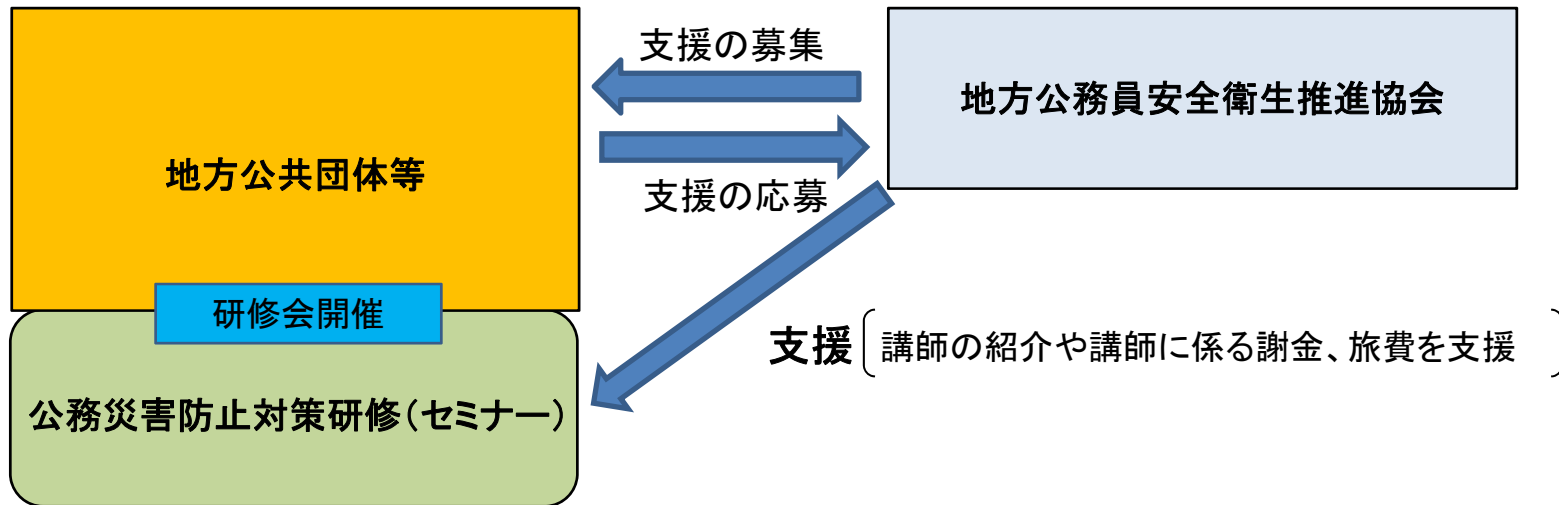 支援の募集
地方公務員安全衛生推進協会
地方公共団体等
支援の応募
研修会開催
支援 講師の紹介や講師に係る謝金、旅費を支援
公務災害防止対策研修(セミナー)